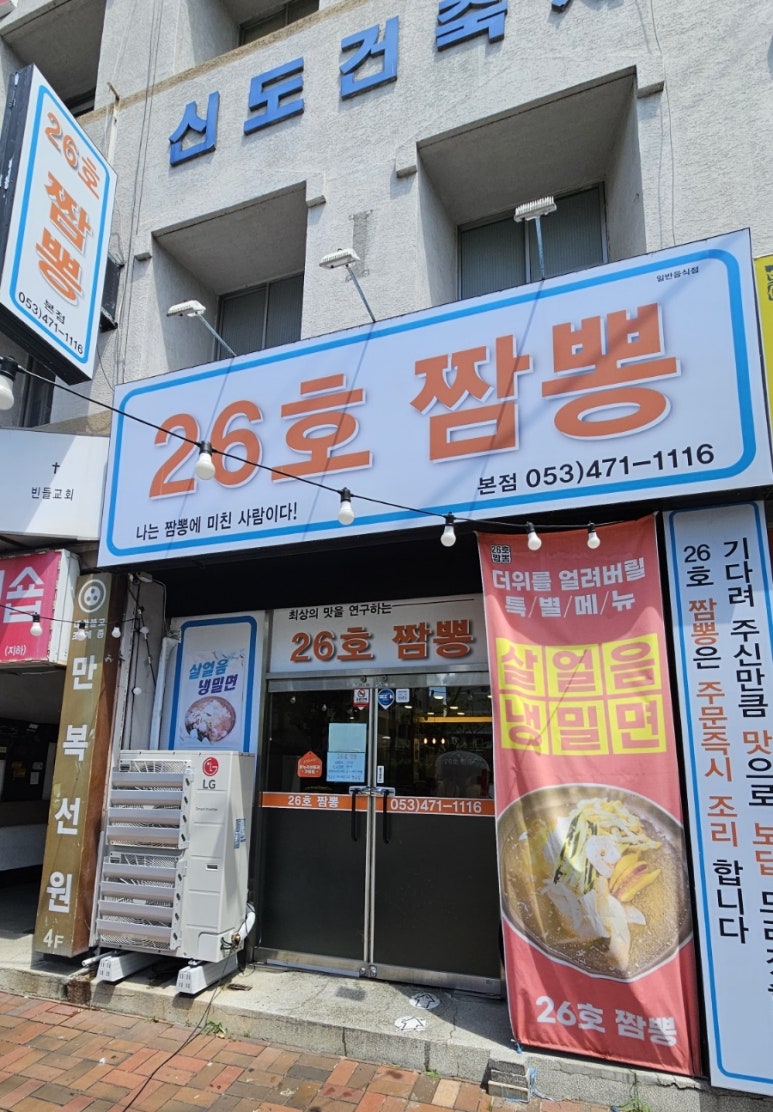 신도건축
26호
짬뽕
본점
053)471-1116
일반음식점
26호 짬뽕
본점 053)471-1116
나는 짬뽕에 미친 사람이다!
빈들교회
숍
(지하)
만복선원
4F
살얼음
냉밀면
LG
최상의 맛을 연구하는
26호 짬뽕
26호 짬뽕
053)471-1116
26호
짬뽕
더위를 얼려버릴
특/별/메/뉴
살얼음
냉밀면
26호 짬뽕
기다려 주신만큼 맛으로 보답
26호 짬뽕은 주문즉시 조리 합니다